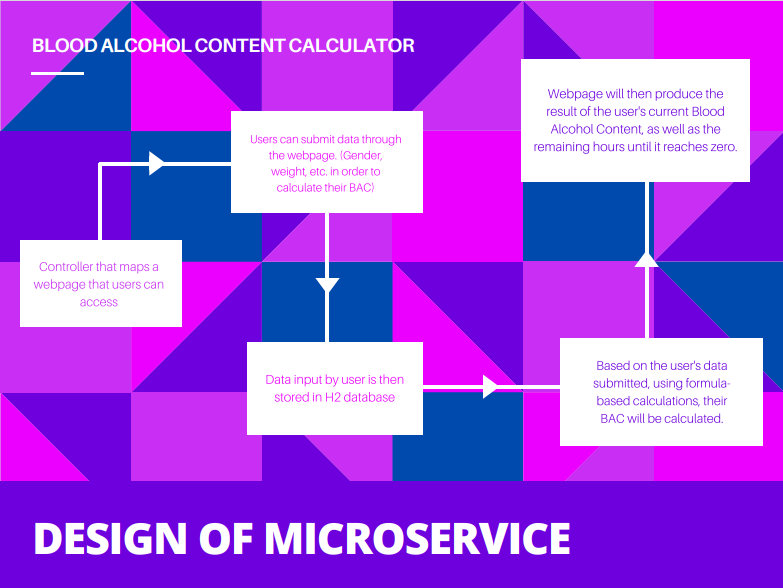 BLOOD ALCOHOL CONTENT CALCULATOR
Controller that maps a
webpage that users can
access
Users can submit data through
the webpage. (Gender,
weight, etc. in order to
calculate their BAC)
Data input by user is then
stored in H2 database
Based on the user's data
submitted, using formula-
based calculations, their
BAC will be calculated.
Webpage will then produce the
result of the user's current Blood
Alcohol Content, as well as the
remaining hours until it reaches zero.
DESIGN OF MICROSERVICE